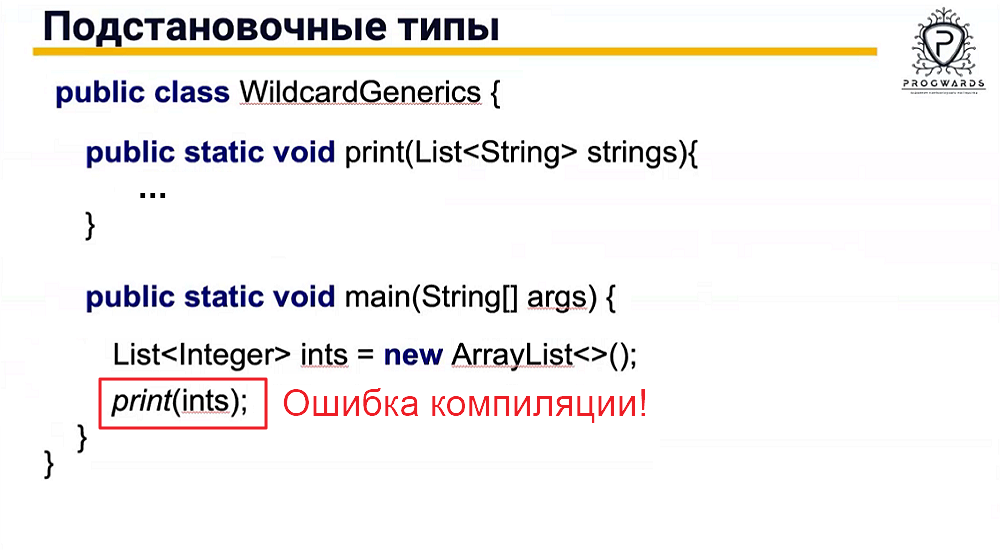 Подстановочные типы
PROGWARDS
public class WildcardGenerics {
public static void print(List<String> strings){
...
}
public static void main(String[] args) {
List<Integer> ints = new ArrayList<>();
print(ints); Ошибка компиляции!
}
}